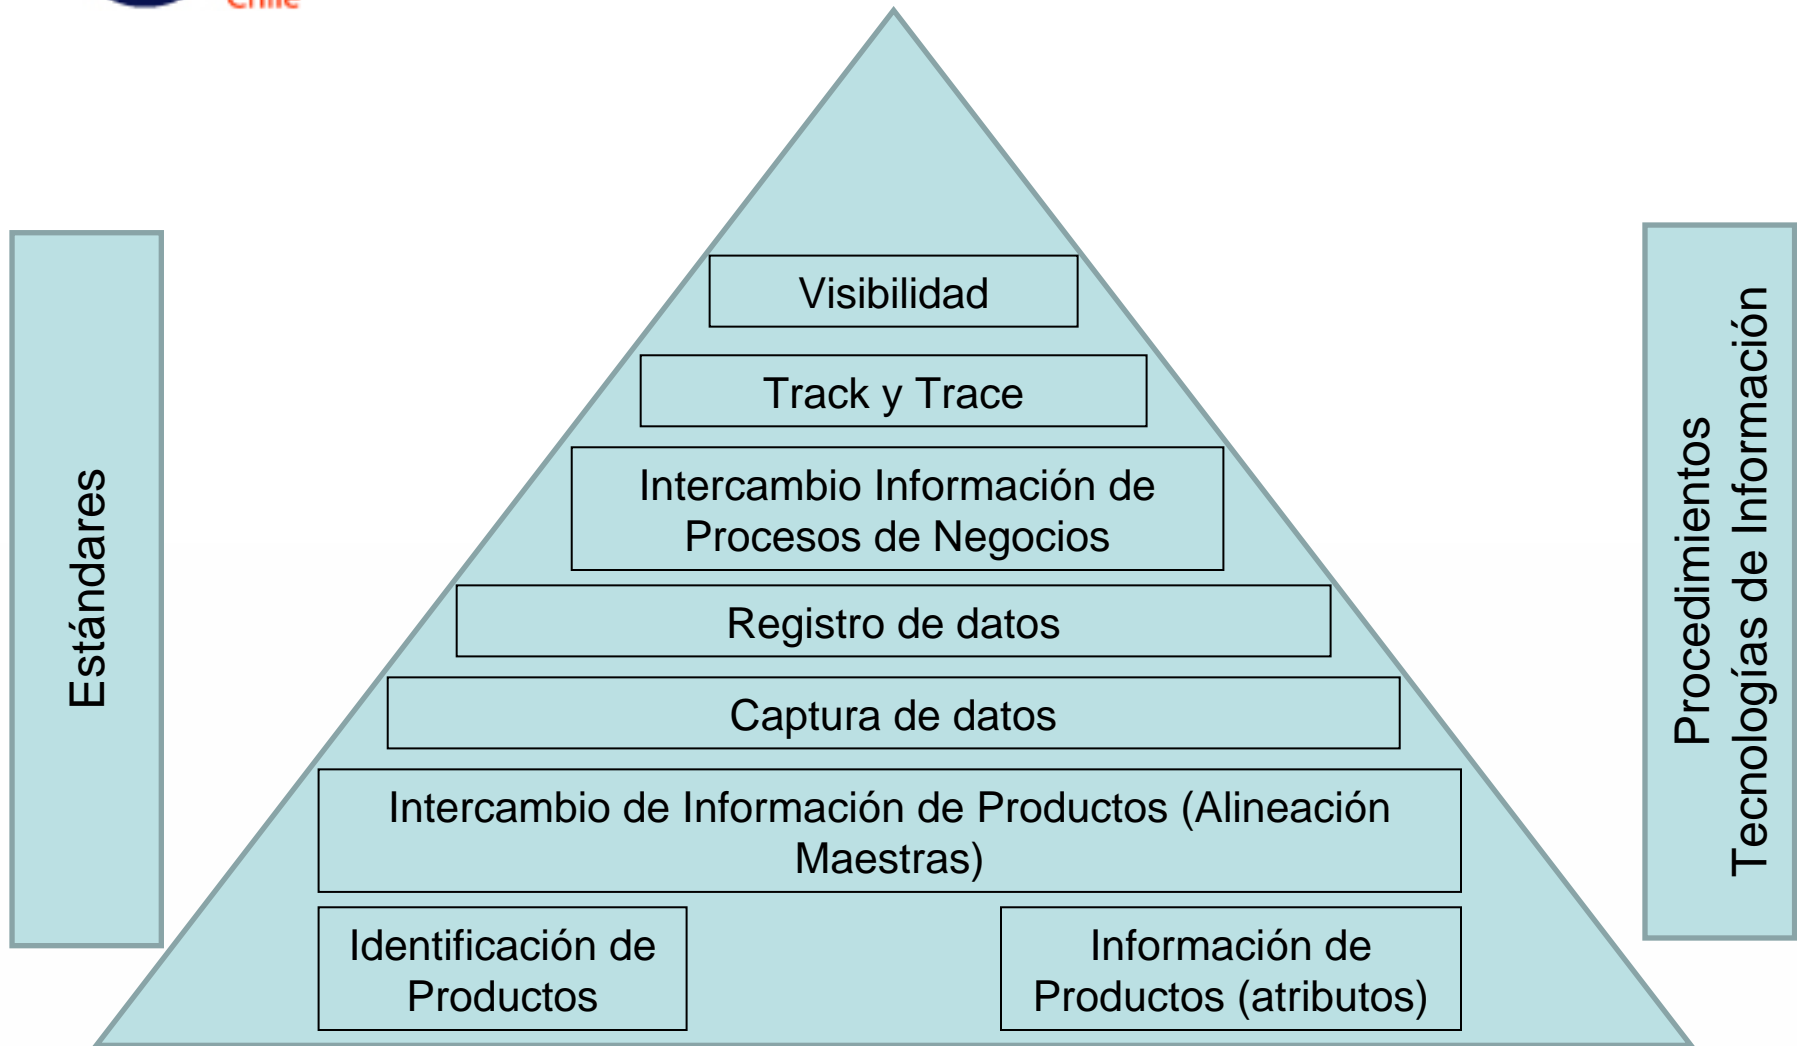 Chile
Visibilidad
Track y Trace
Intercambio Información de
Procesos de Negocios
Registro de datos
Captura de datos
Intercambio de Información de Productos (Alineación
Maestras)
Identificación de
Productos
Información de
Productos (atributos)
Estándares
Procedimientos
Tecnologías de Información